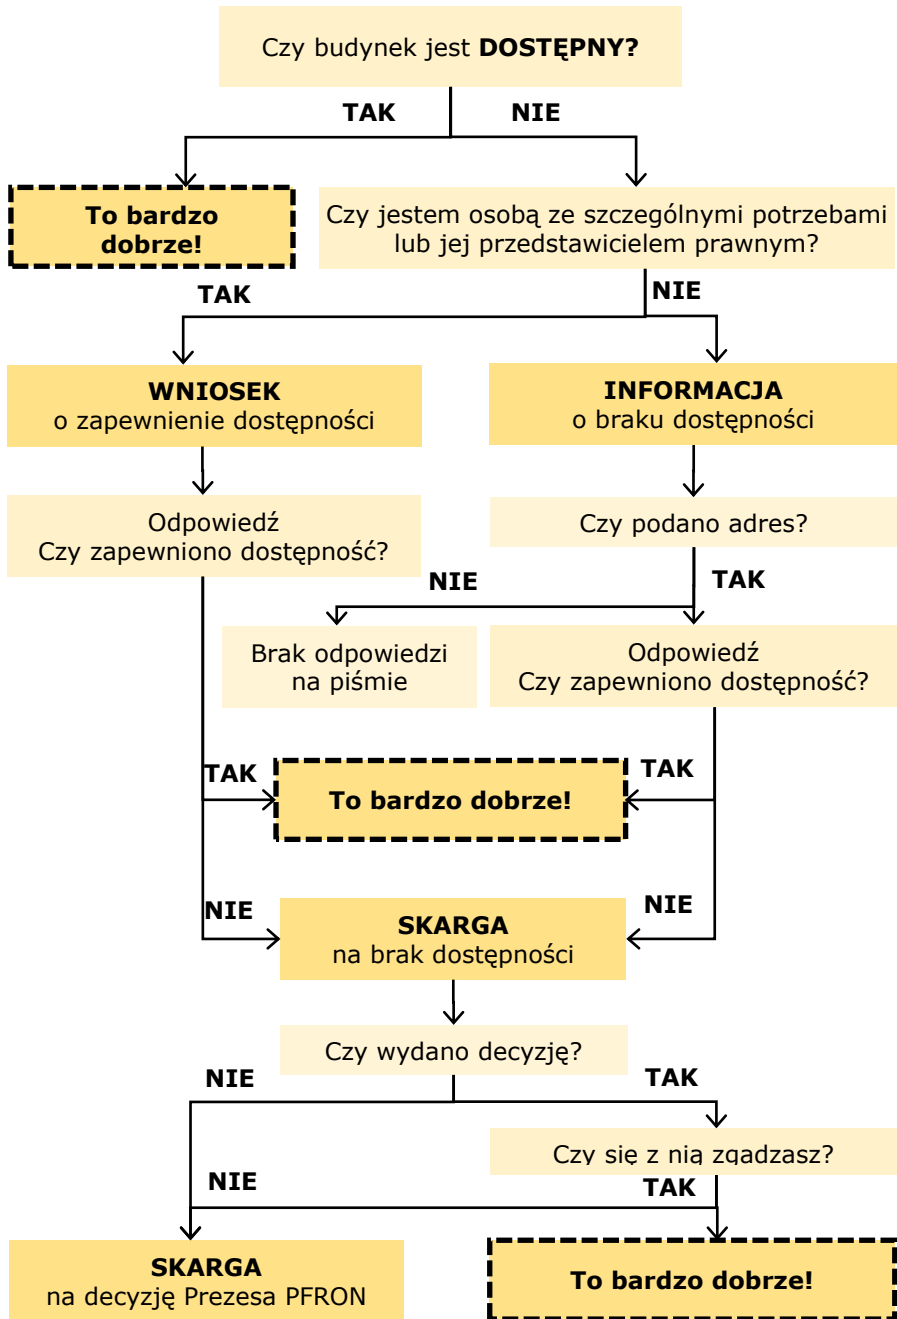 Czy budynek jest DOSTĘPNY?
TAK
NIE
To bardzo
dobrze!
Czy jestem osobą ze szczególnymi potrzebami
lub jej przedstawicielem prawnym?
TAK
NIE
WNIOSEK
o zapewnienie dostępności
INFORMACJA
o braku dostępności
Odpowiedź
Czy zapewniono dostępność?
Czy podano adres?
NIE
TAK
Brak odpowiedzi
na piśmie
Odpowiedź
Czy zapewniono dostępność?
TAK
To bardzo dobrze!
TAK
NIE
SKARGA
na brak dostępności
NIE
Czy wydano decyzję?
NIE
TAK
Czy się z nią zgadzasz?
NIE
TAK
SKARGA
na decyzję Prezesa PFRON
To bardzo dobrze!